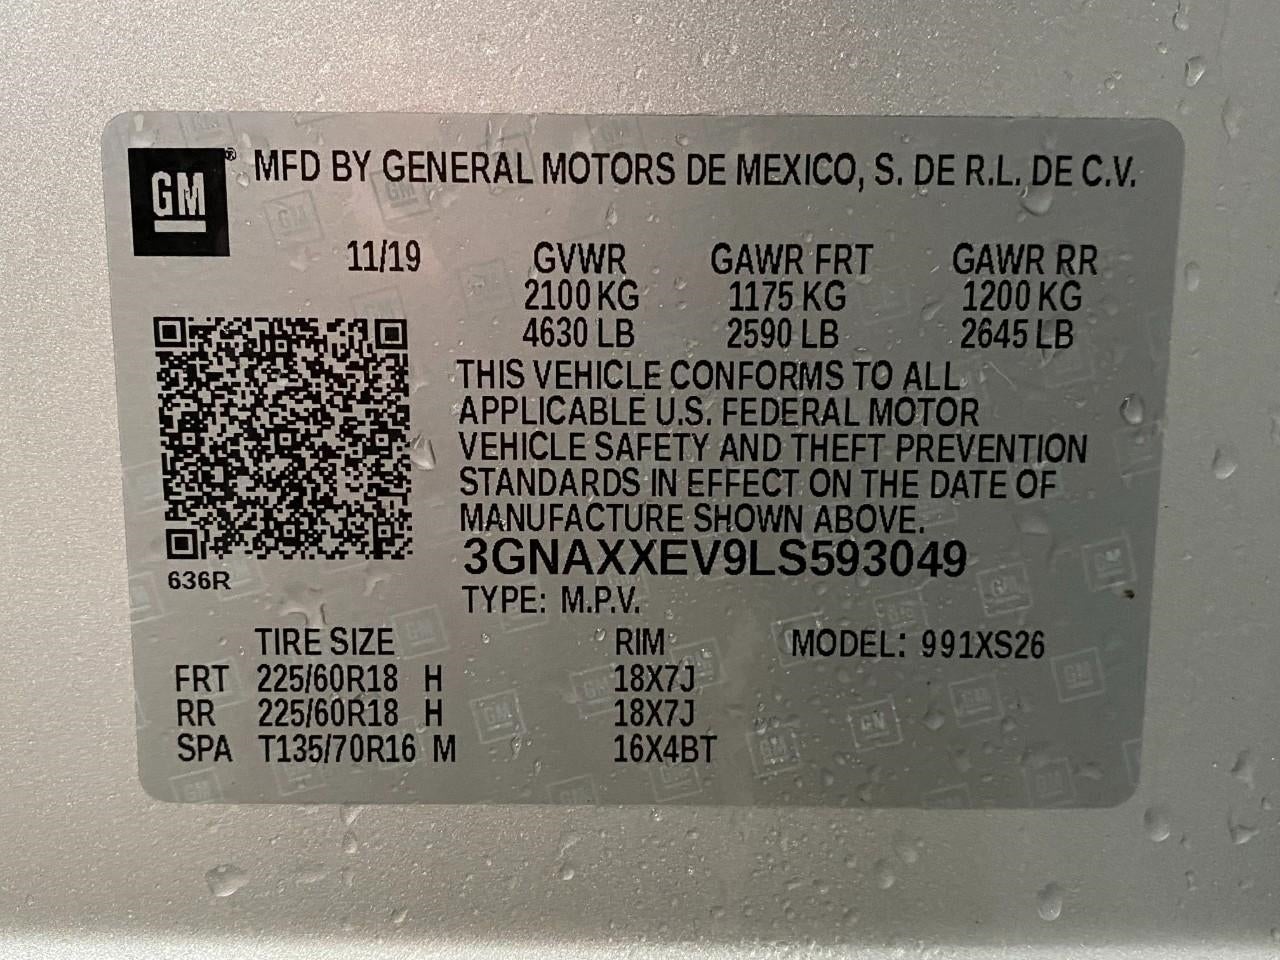 GM® MFD BY GENERAL MOTORS DE MEXICO, S. DE R.L. DE C.V.
11/19 GVWR GAWR FRT GAWR RR
2100 KG 1175 KG 1200 KG
4630 LB 2590 LB 2645 LB
THIS VEHICLE CONFORMS TO ALL
APPLICABLE U.S. FEDERAL MOTOR
VEHICLE SAFETY AND THEFT PREVENTION
STANDARDS IN EFFECT ON THE DATE OF
MANUFACTURE SHOWN ABOVE.
3GNAXXEV9LS593049
636R
TYPE: M.P.V.
TIRE SIZE RIM MODEL: 991XS26
FRT 225/60R18 H 18X7J
RR 225/60R18 H 18X7J
SPA T135/70R16 M 16X4BT